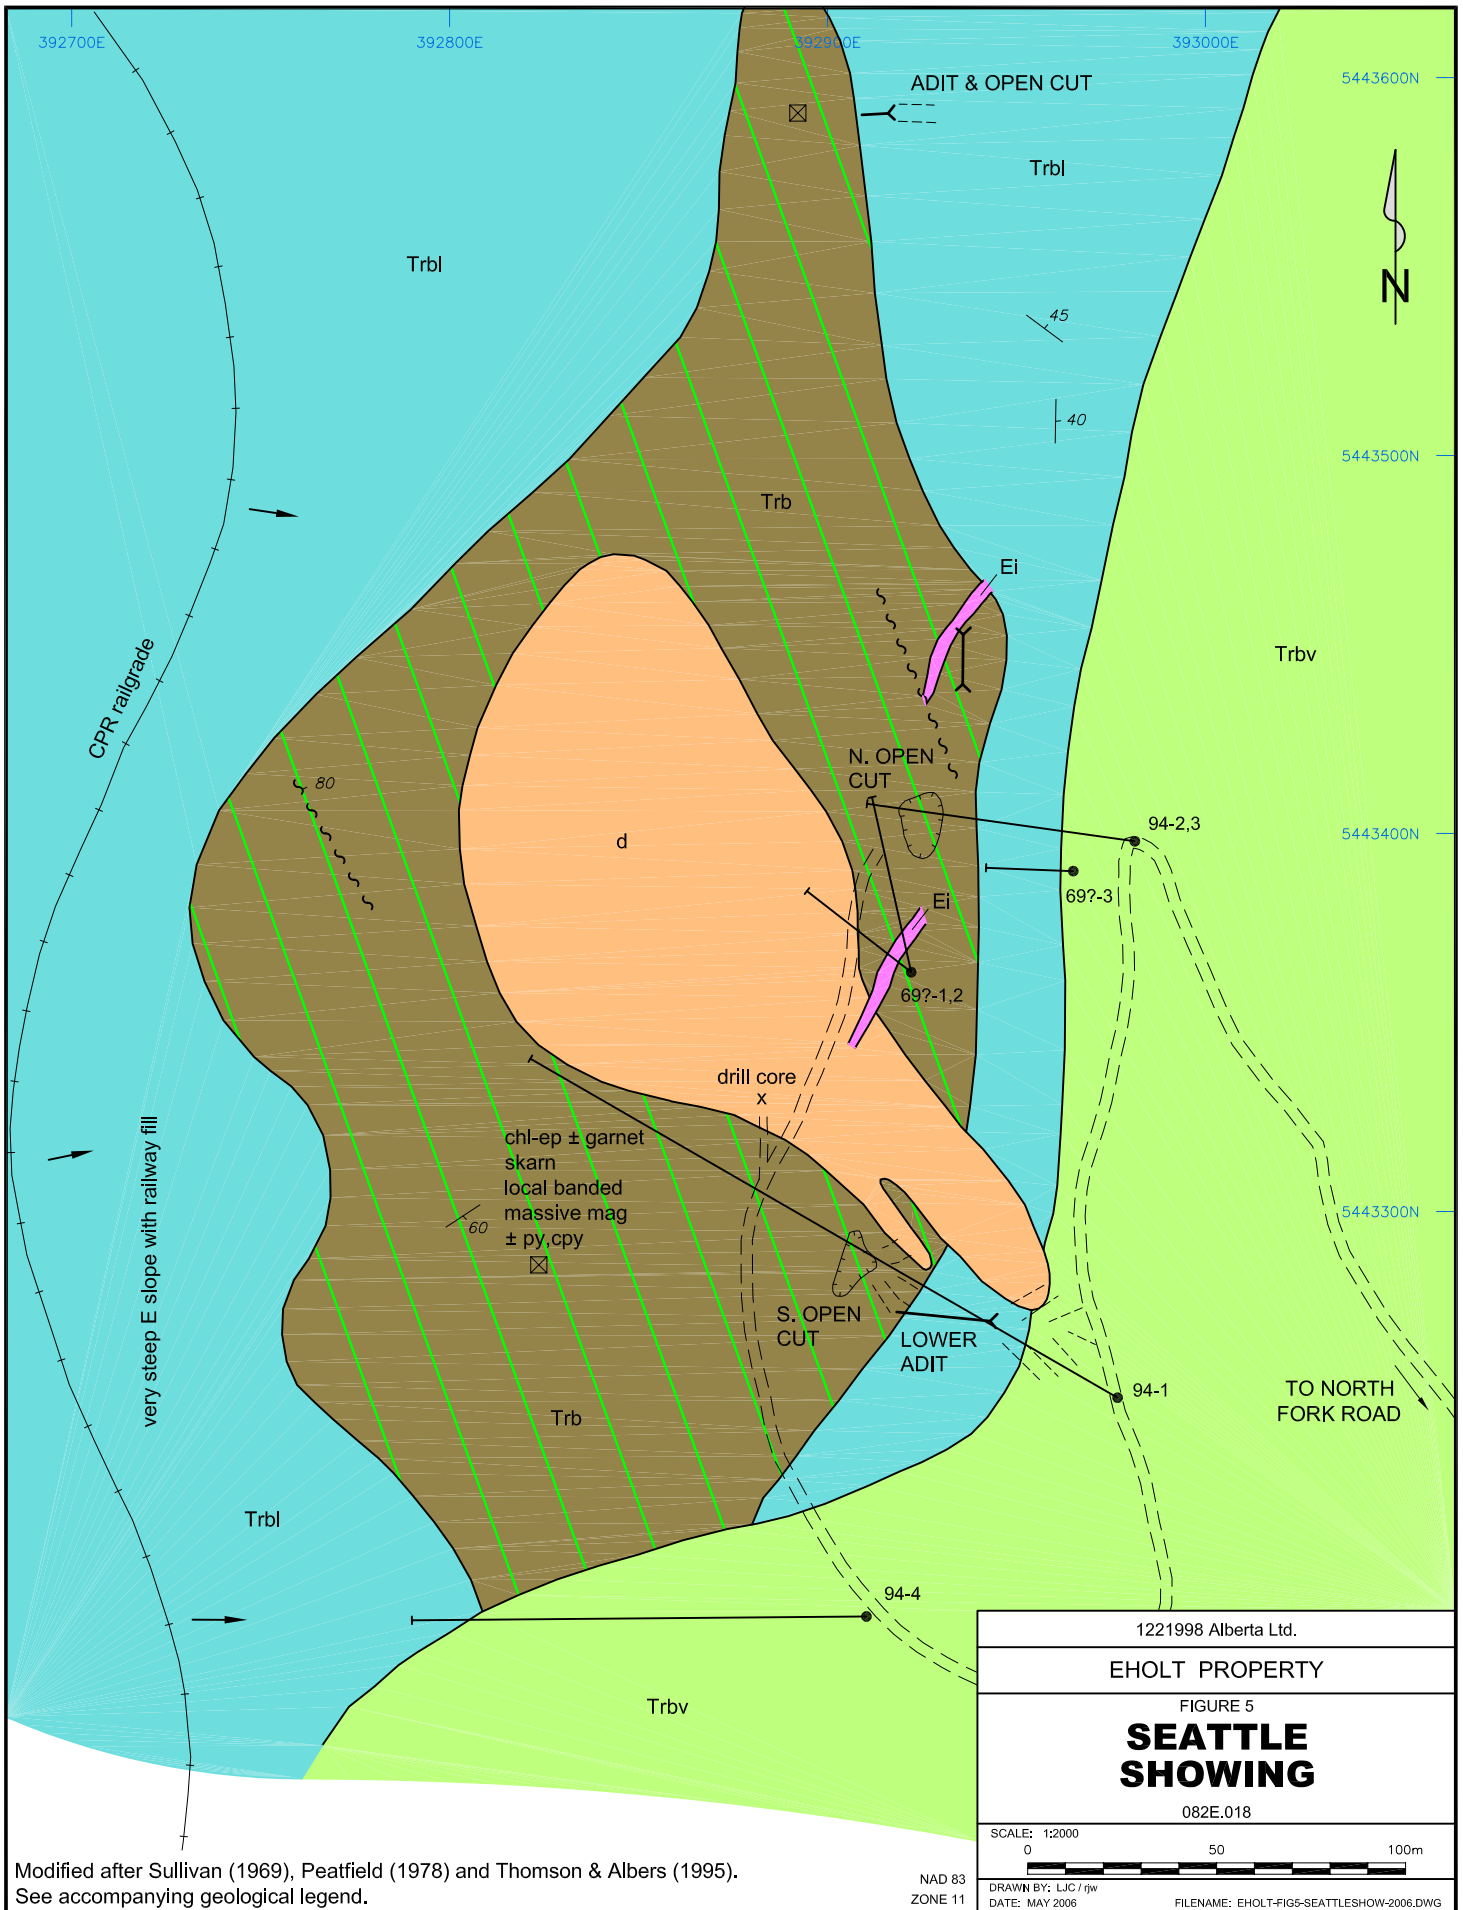 392700E
392800E
392900E
393000E
5443600N
ADIT & OPEN CUT
Trbl
Trbl
N
45
40
5443500N
Trb
Ei
CPR railgrade
Trbv
80
N. OPEN
CUT
d
94-2,3
5443400N
69?-3
Ei
69?-1,2
drill core
x
very steep E slope with railway fill
chl-ep ± garnet
skarn
local banded
massive mag
± py,cpy
60
5443300N
S. OPEN
CUT
LOWER
ADIT
94-1
TO NORTH
FORK ROAD
Trb
Trbl
94-4
Trbv
1221998 Alberta Ltd.
EHOLT PROPERTY
FIGURE 5
SEATTLE
SHOWING
082E.018
SCALE: 1:2000
0 50 100m
DRAWN BY: LJC / rjw
DATE: MAY 2006
FILENAME: EHOLT-FIG5-SEATTLESHOW-2006.DWG
NAD 83
ZONE 11
Modified after Sullivan (1969), Peatfield (1978) and Thomson & Albers (1995).
See accompanying geological legend.